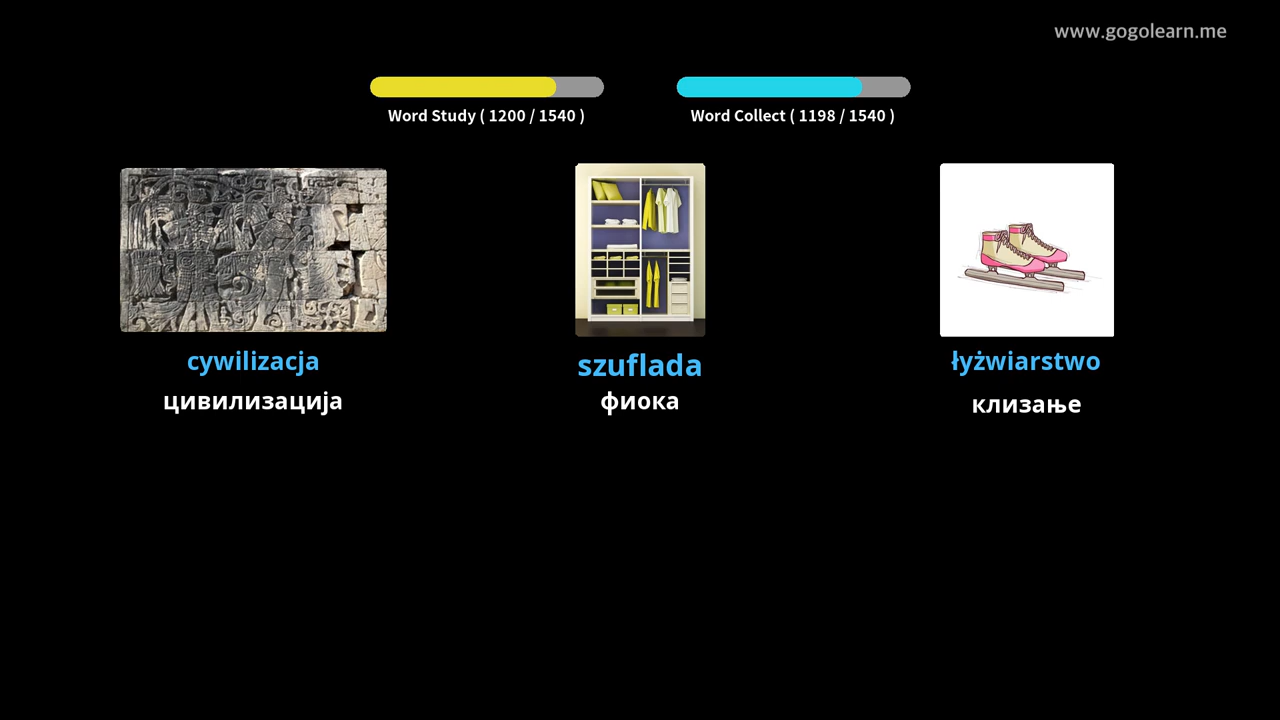 www.gogolearn.me
Word Study ( 1200 / 1540 )
Word Collect ( 1198 / 1540 )
cywilizacja
цивилизација
szuflada
фиока
łyżwiarstwo
клизање